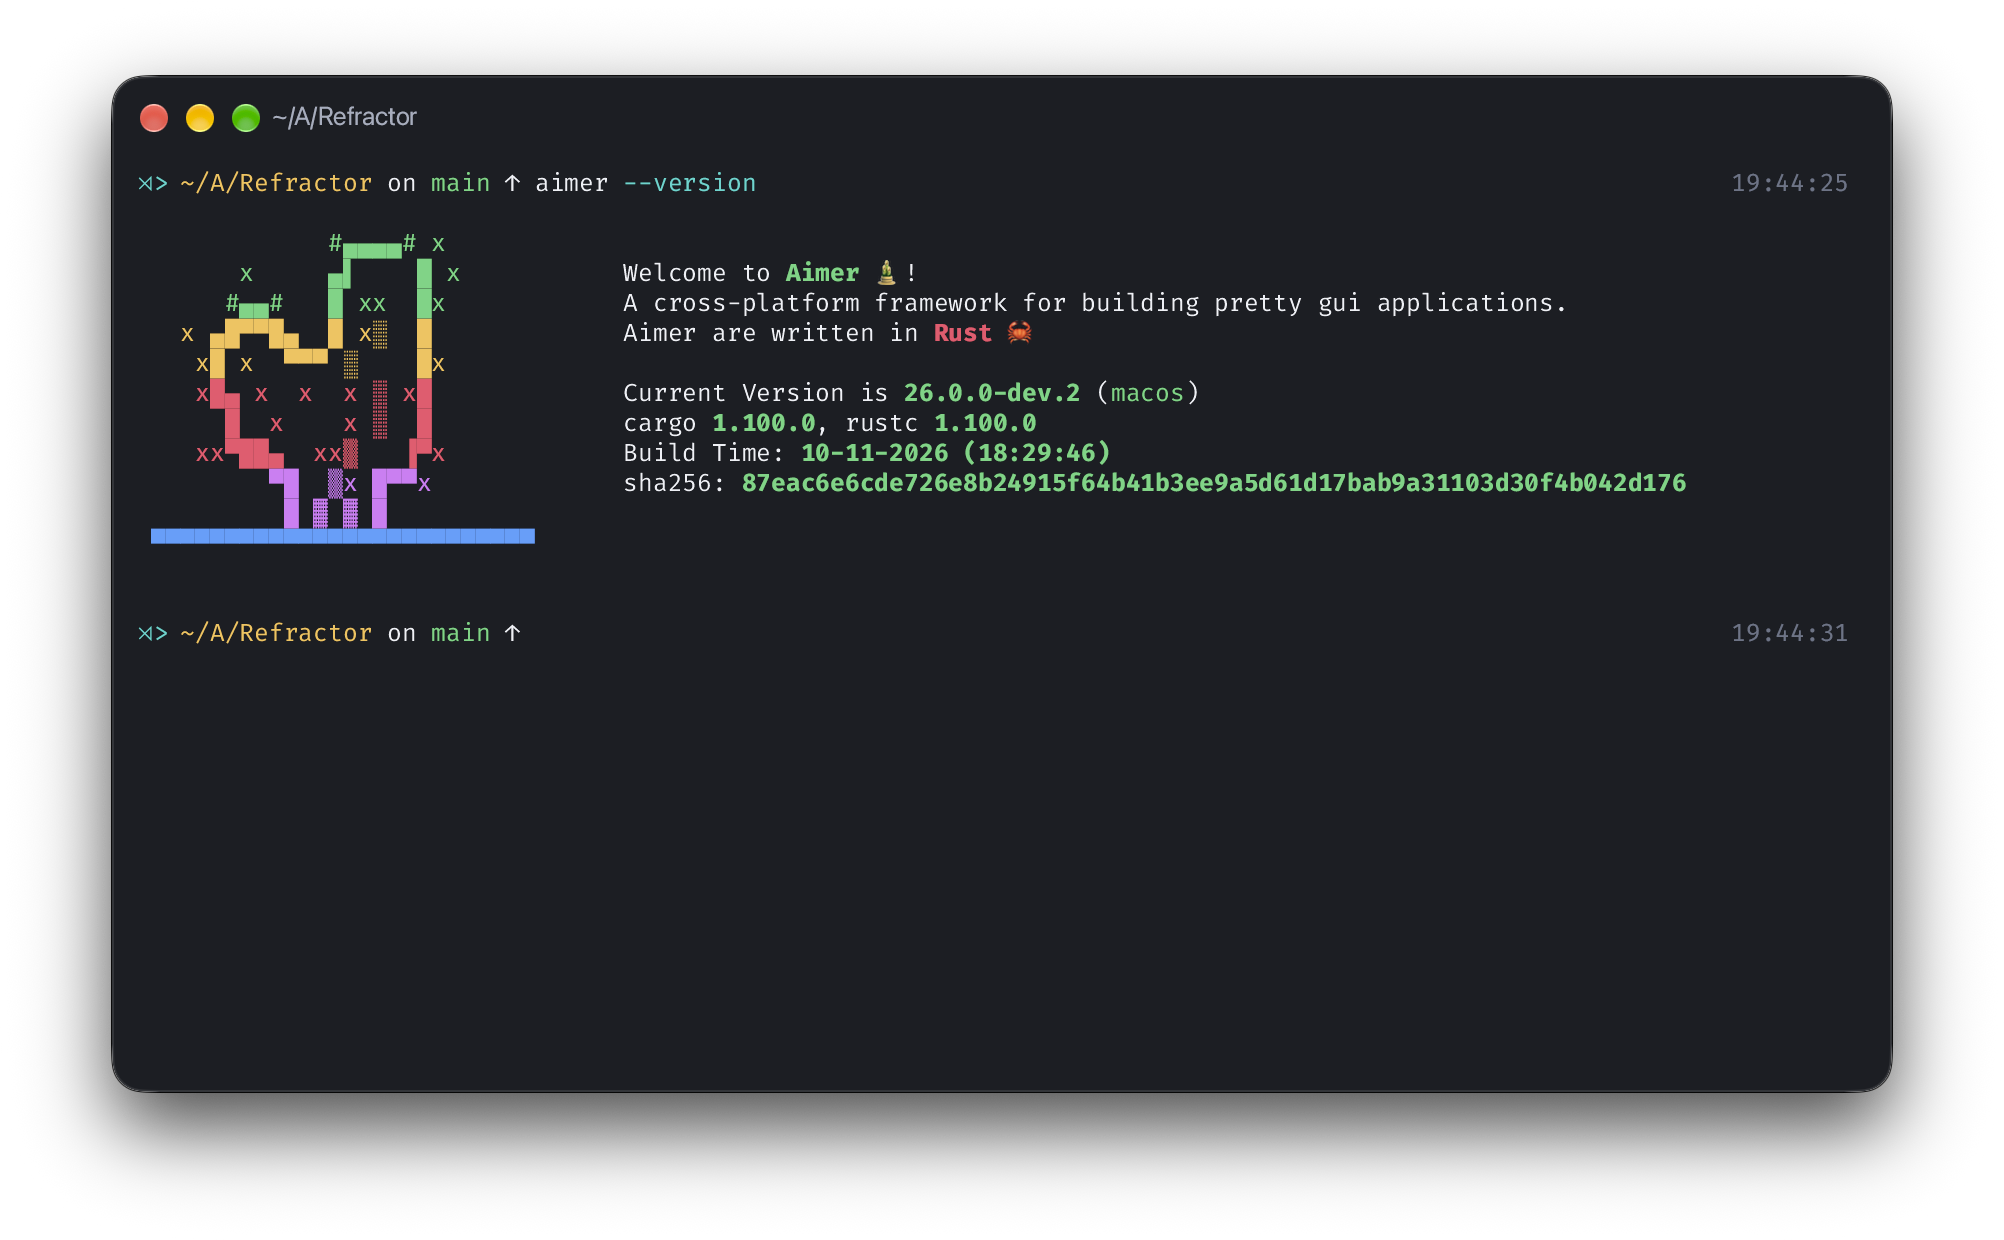 ~/A/Refractor
⋊> ~/A/Refractor on main ↑ aimer --version 19:44:25
#▄▄▄▄# x
x ▄▌ █ x
#▄▄# █ xx █x
x ▄█▀▀█▄ █ x▒ █
x█ x ▀▀▀ ▒ █x
x█▄ x x x ▒ x█
█ x x ▒ █
xx▀██▄ xx▒ ▐▀x
▀█ ▒x █▀▀x
█ ▓ ▓ █
▀▀▀▀▀▀▀▀▀▀▀▀▀▀▀▀▀▀▀▀▀▀▀▀▀▀
Welcome to Aimer !
A cross-platform framework for building pretty gui applications.
Aimer are written in Rust 🦀
Current Version is 26.0.0-dev.2 (macos)
cargo 1.100.0, rustc 1.100.0
Build Time: 10-11-2026 (18:29:46)
sha256: 87eac6e6cde726e8b24915f64b41b3ee9a5d61d17bab9a31103d30f4b042d176
⋊> ~/A/Refractor on main ↑ 19:44:31